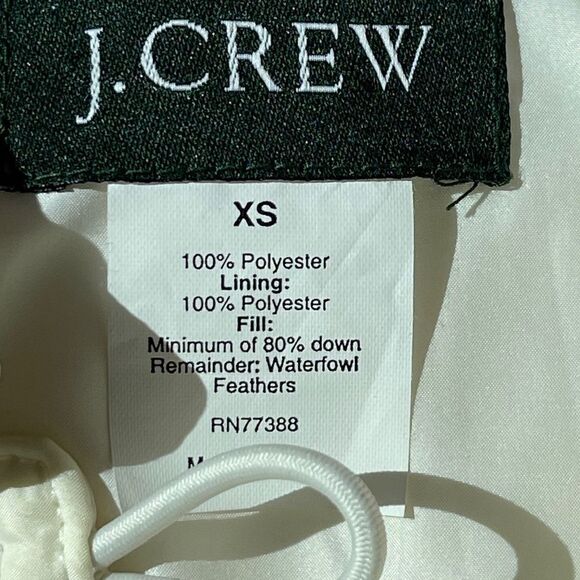 J.CREW
XS
100% Polyester
Lining:
100% Polyester
Fill:
Minimum of 80% down
Remainder: Waterfowl
Feathers
RN77388